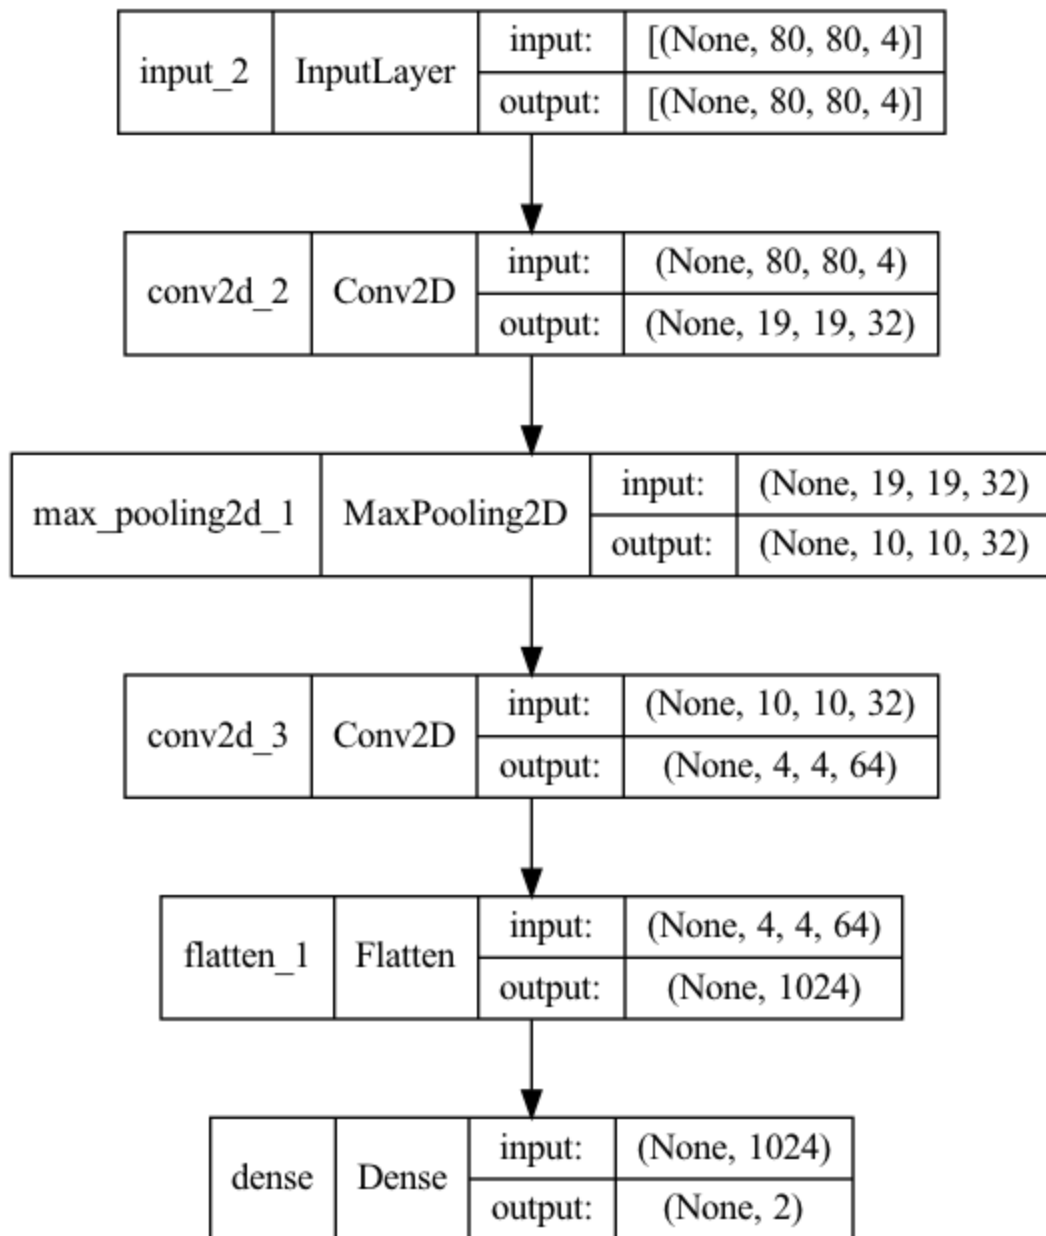 input_2 InputLayer input: [(None, 80, 80, 4)]
output: [(None, 80, 80, 4)]
conv2d_2 Conv2D input: (None, 80, 80, 4)
output: (None, 19, 19, 32)
max_pooling2d_1 MaxPooling2D input: (None, 19, 19, 32)
output: (None, 10, 10, 32)
conv2d_3 Conv2D input: (None, 10, 10, 32)
output: (None, 4, 4, 64)
flatten_1 Flatten input: (None, 4, 4, 64)
output: (None, 1024)
dense Dense input: (None, 1024)
output: (None, 2)